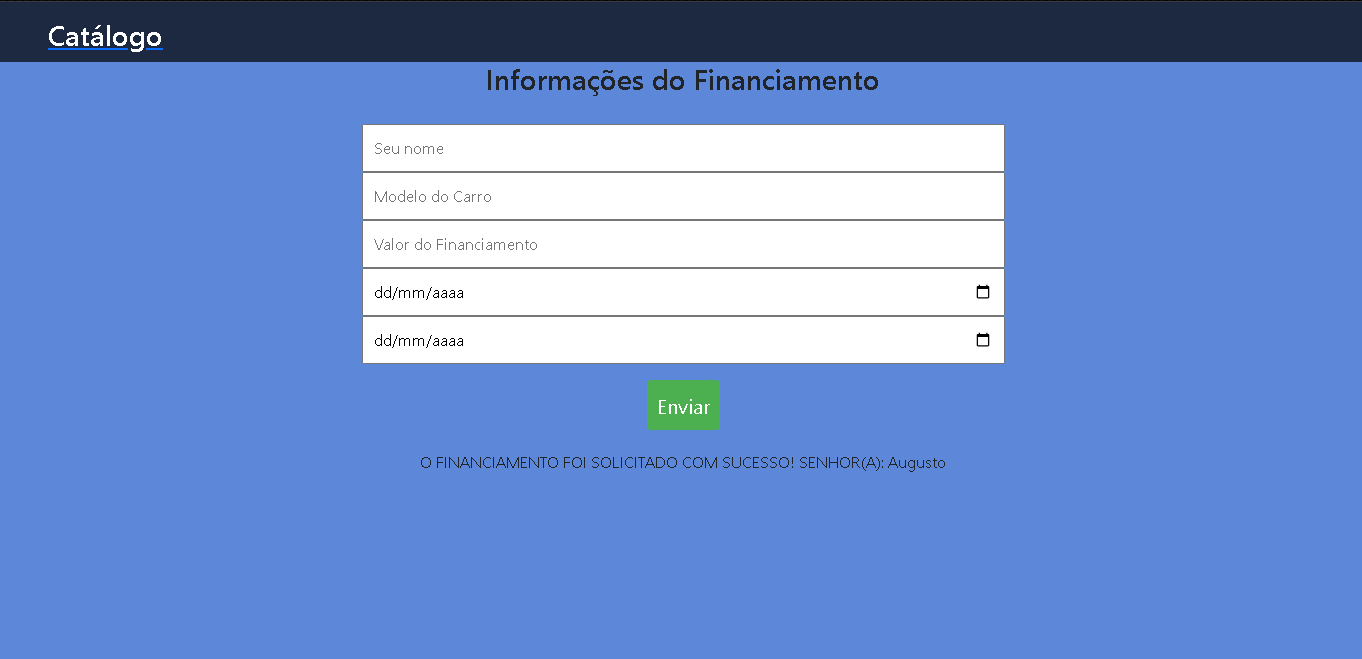 Catálogo
Informações do Financiamento
Seu nome
Modelo do Carro
Valor do Financiamento
dd/mm/aaaa
dd/mm/aaaa
Enviar
O FINANCIAMENTO FOI SOLICITADO COM SUCESSO! SENHOR(A): Augusto